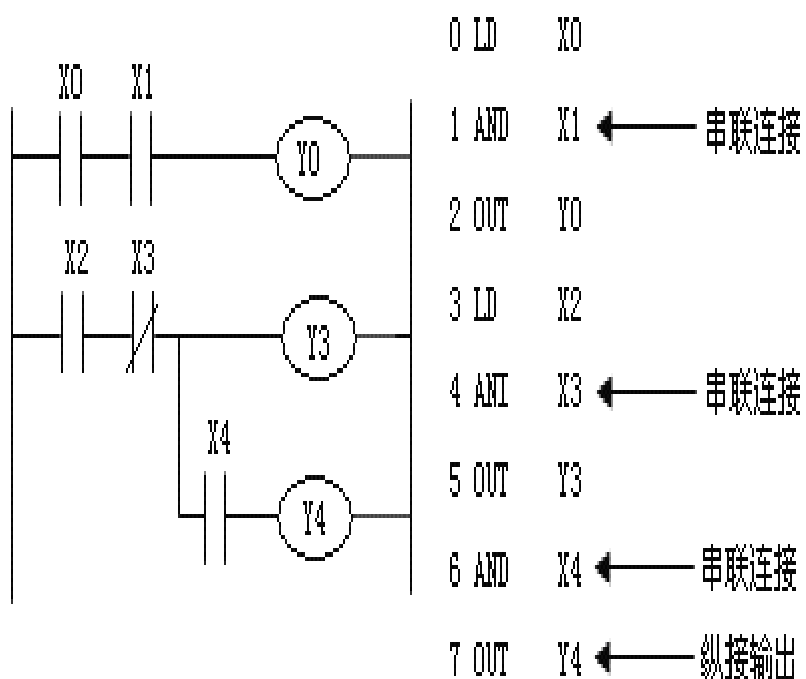 X0 X1
Y0
X2 X3
Y3
X4
Y4
0 LD X0
1 AND X1 串联连接
2 OUT Y0
3 LD X2
4 ANI X3 串联连接
5 OUT Y3
6 AND X4 串联连接
7 OUT Y4 纵接输出